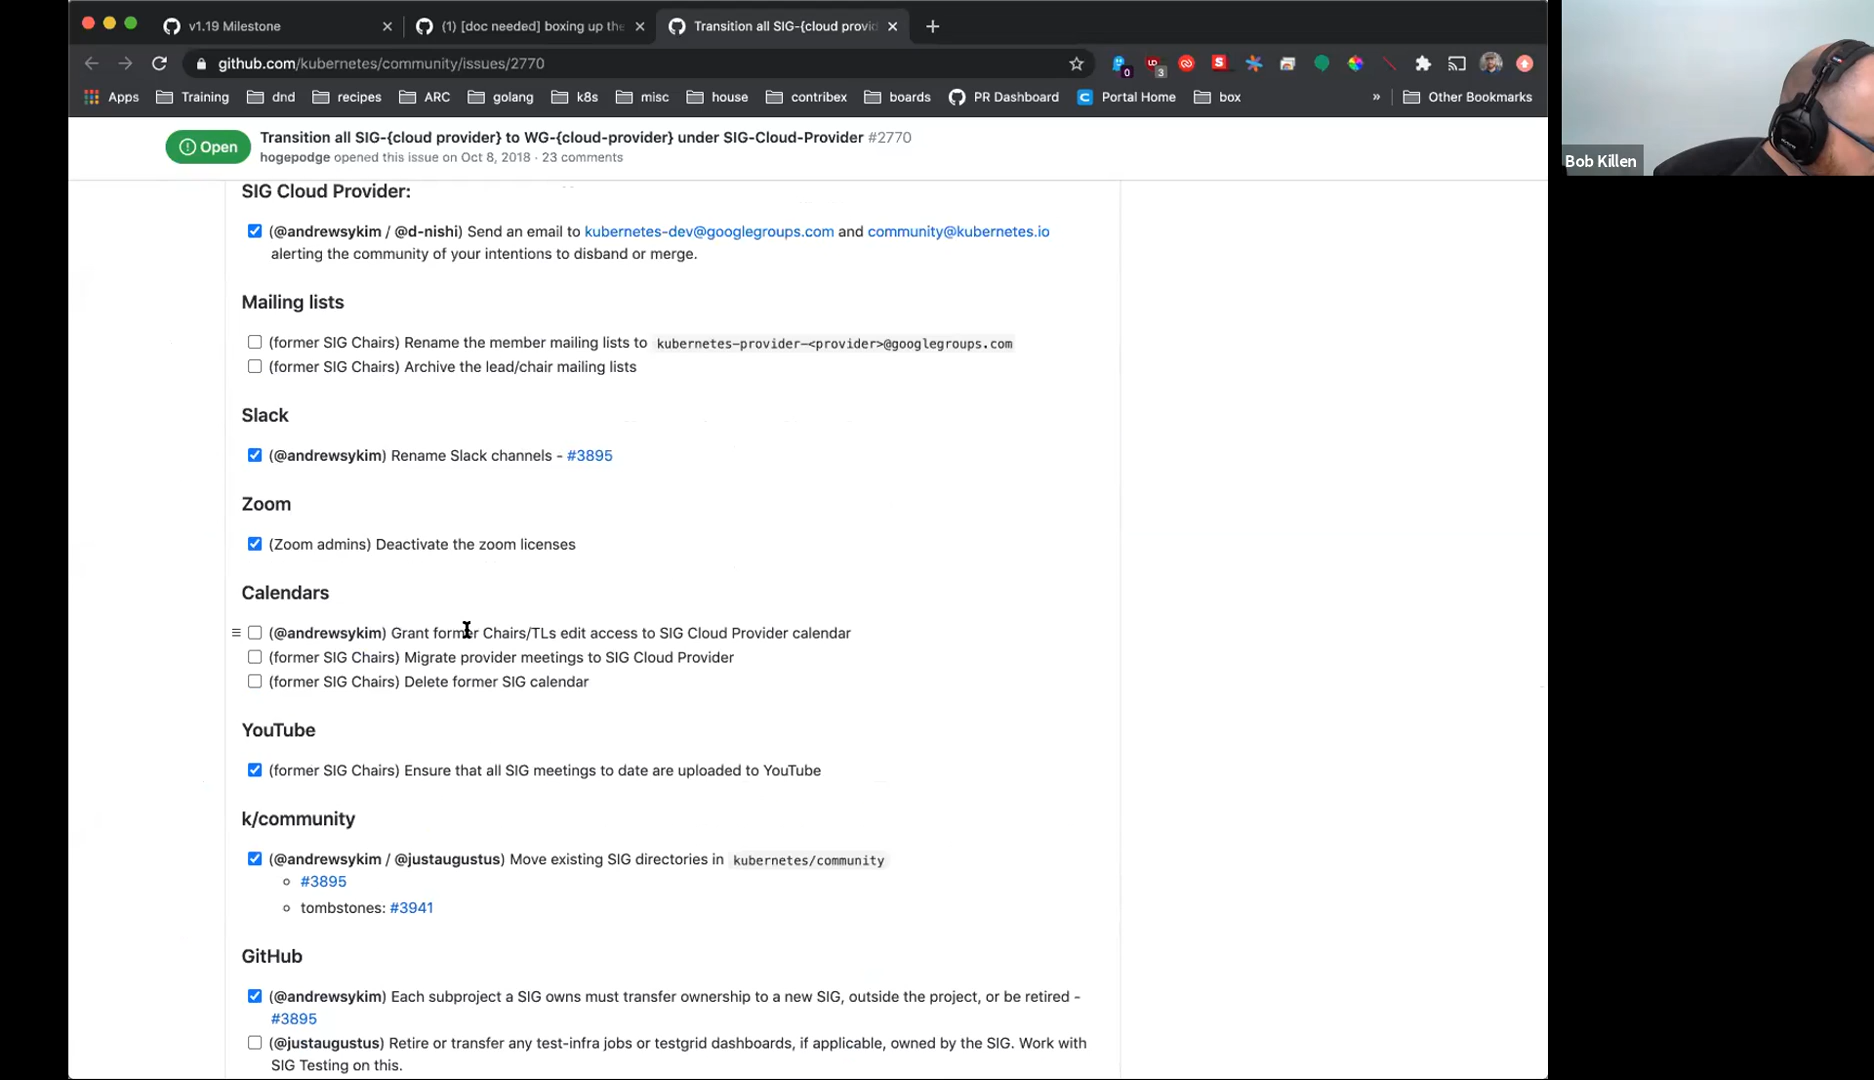 v1.19 Milestone
(1) [doc needed] boxing up the
Transition all SIG-{cloud provid
github.com/kubernetes/community/issues/2770
0
3
Apps Training dnd recipes ARC golang k8s misc house contribex boards PR Dashboard Portal Home box » Other Bookmarks
Bob Killen
Open
Transition all SIG-{cloud provider} to WG-{cloud-provider} under SIG-Cloud-Provider #2770
hogepodge opened this issue on Oct 8, 2018 · 23 comments
SIG Cloud Provider:
(@andrewsykim / @d-nishi) Send an email to kubernetes-dev@googlegroups.com and community@kubernetes.io
alerting the community of your intentions to disband or merge.
Mailing lists
(former SIG Chairs) Rename the member mailing lists to kubernetes-provider-<provider>@googlegroups.com
(former SIG Chairs) Archive the lead/chair mailing lists
Slack
(@andrewsykim) Rename Slack channels - #3895
Zoom
(Zoom admins) Deactivate the zoom licenses
Calendars
(@andrewsykim) Grant former Chairs/TLs edit access to SIG Cloud Provider calendar
(former SIG Chairs) Migrate provider meetings to SIG Cloud Provider
(former SIG Chairs) Delete former SIG calendar
YouTube
(former SIG Chairs) Ensure that all SIG meetings to date are uploaded to YouTube
k/community
(@andrewsykim / @justaugustus) Move existing SIG directories in kubernetes/community
#3895
tombstones: #3941
GitHub
(@andrewsykim) Each subproject a SIG owns must transfer ownership to a new SIG, outside the project, or be retired -
#3895
(@justaugustus) Retire or transfer any test-infra jobs or testgrid dashboards, if applicable, owned by the SIG. Work with
SIG Testing on this.